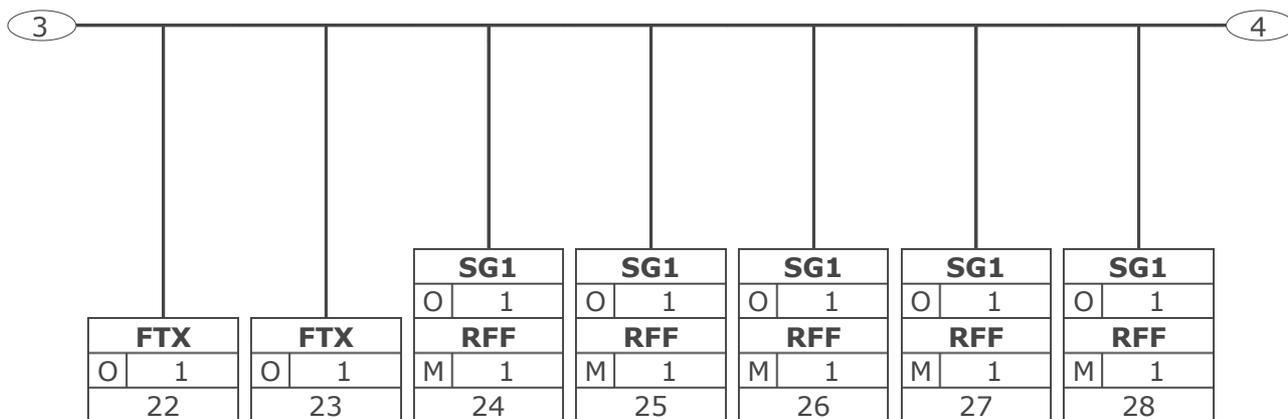 3 4
SG1 SG1 SG1 SG1 SG1
O 1 O 1 O 1 O 1 O 1
FTX FTX RFF RFF RFF RFF RFF
O 1 O 1 M 1 M 1 M 1 M 1 M 1
22 23 24 25 26 27 28